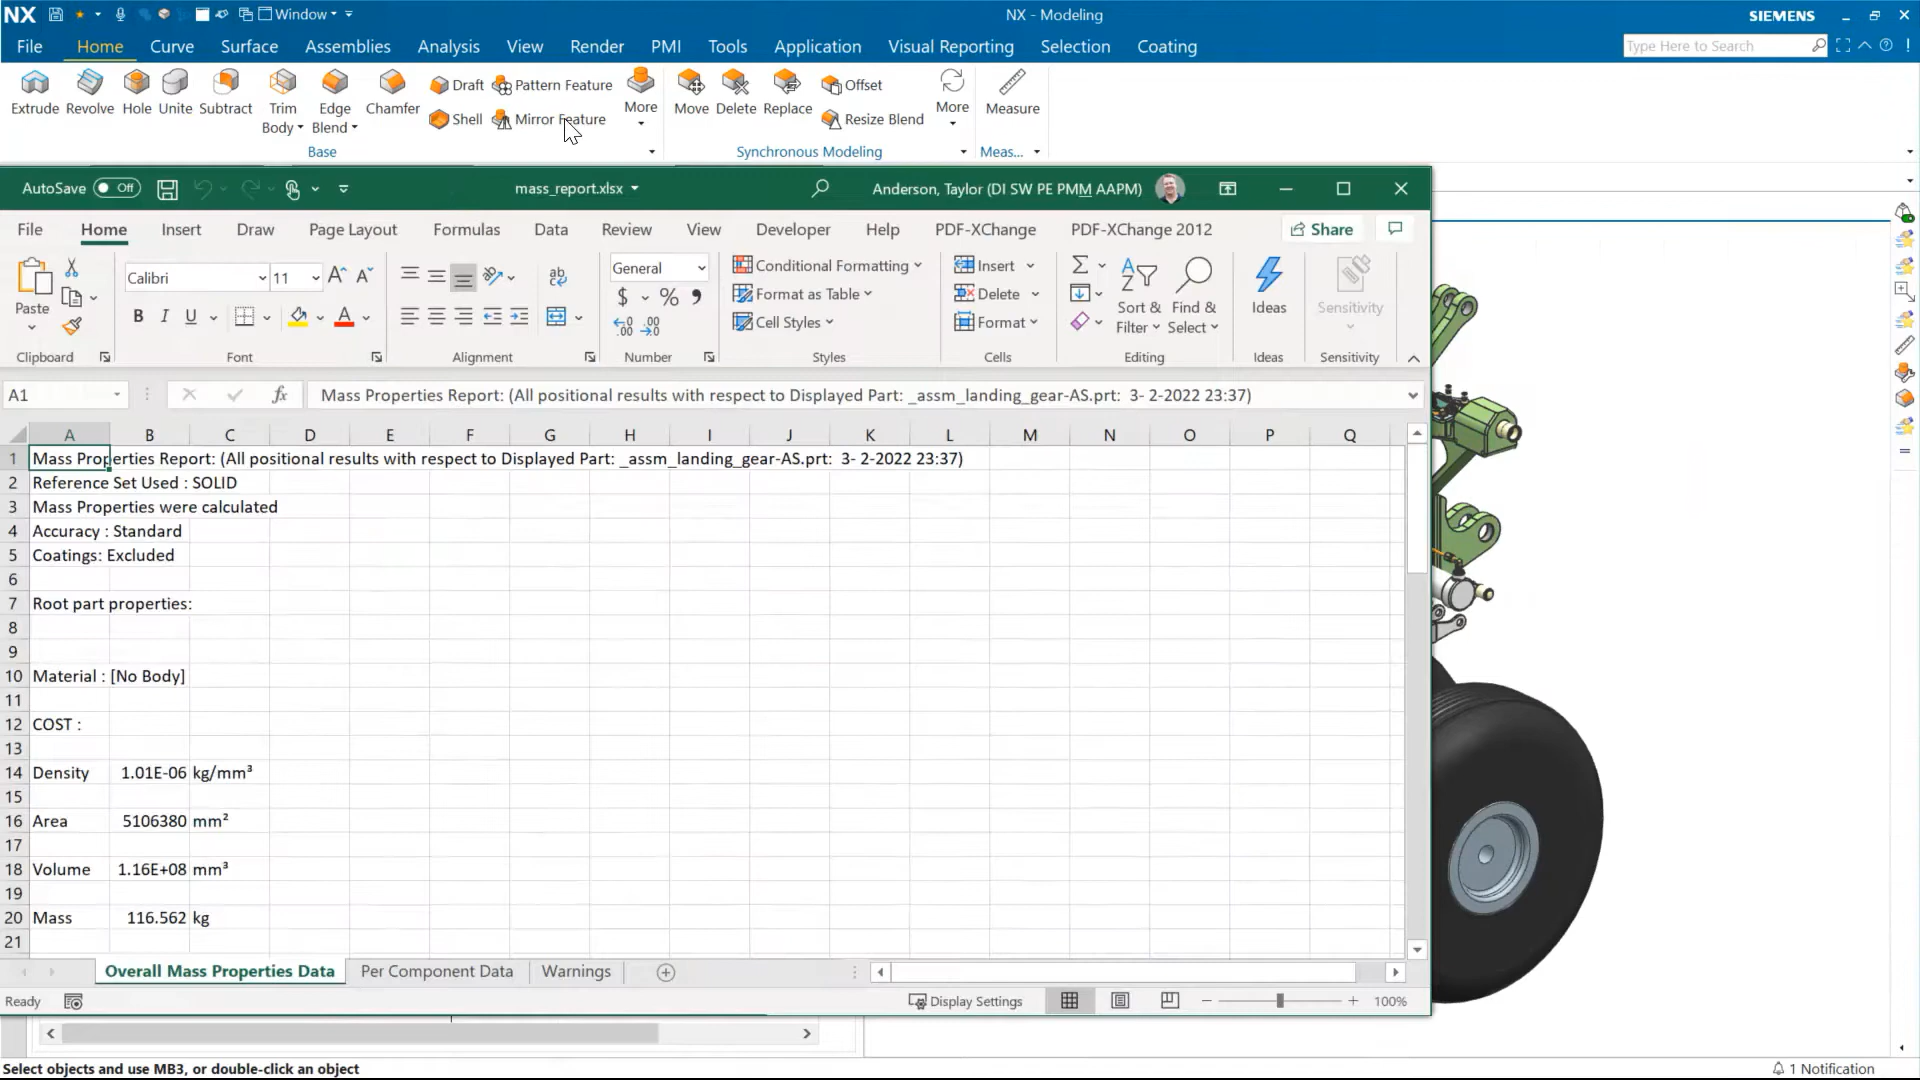 NX Window NX - Modeling SIEMENS
File Home Curve Surface Assemblies Analysis View Render PMI Tools Application Visual Reporting Selection Coating Type Here to Search
Extrude Revolve Hole Unite Subtract Trim Body Edge Blend Chamfer Draft Pattern Feature Shell Mirror Feature More Move Delete Replace Offset Resize Blend More Measure
Base Synchronous Modeling Meas...
AutoSave Off mass_report.xlsx Anderson, Taylor (DI SW PE PMM AAPM)
File Home Insert Draw Page Layout Formulas Data Review View Developer Help PDF-XChange PDF-XChange 2012 Share
Paste Calibri 11 General Conditional Formatting Insert
Format as Table Delete Sort & Filter Find & Select Ideas Sensitivity
B I U $ % Cell Styles Format
Clipboard Font Alignment Number Styles Cells Editing Ideas Sensitivity
A1 fx Mass Properties Report: (All positional results with respect to Displayed Part: _assm_landing_gear-AS.prt: 3- 2-2022 23:37)
A B C D E F G H I J K L M N O P Q
1 Mass Properties Report: (All positional results with respect to Displayed Part: _assm_landing_gear-AS.prt: 3- 2-2022 23:37)
2 Reference Set Used : SOLID
3 Mass Properties were calculated
4 Accuracy : Standard
5 Coatings: Excluded
6
7 Root part properties:
8
9
10 Material : [No Body]
11
12 COST :
13
14 Density 1.01E-06 kg/mm³
15
16 Area 5106380 mm²
17
18 Volume 1.16E+08 mm³
19
20 Mass 116.562 kg
21
Overall Mass Properties Data Per Component Data Warnings
Ready Display Settings 100%
Select objects and use MB3, or double-click an object 1 Notification